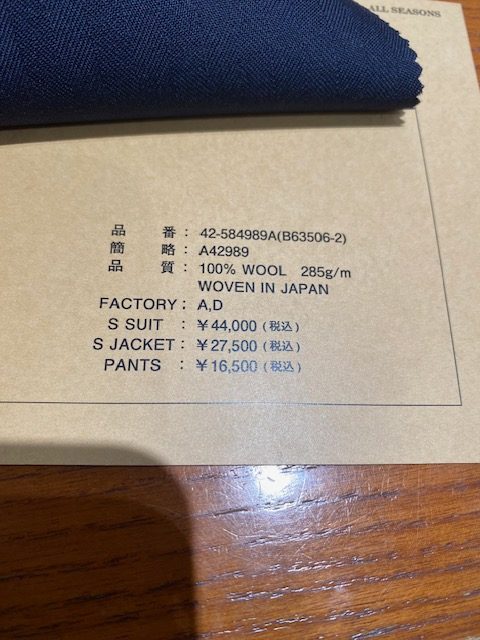 ALL SEASONS
品 番 : 42-584989A(B63506-2)
簡 略 : A42989
品 質 : 100% WOOL 285g/m
WOVEN IN JAPAN
FACTORY : A,D
S SUIT : ¥44,000 (税込)
S JACKET : ¥27,500 (税込)
PANTS : ¥16,500 (税込)